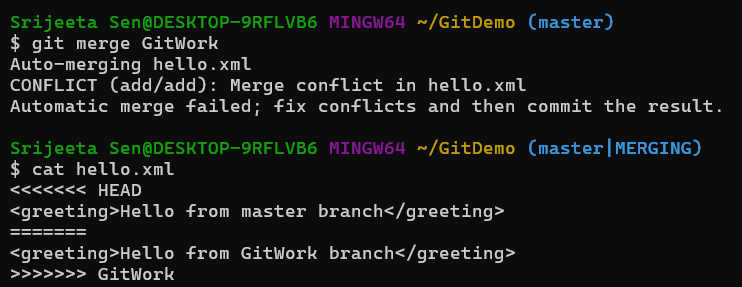 Srijeeta Sen@DESKTOP-9RFLVB6 MINGW64 ~/GitDemo (master)
$ git merge GitWork
Auto-merging hello.xml
CONFLICT (add/add): Merge conflict in hello.xml
Automatic merge failed; fix conflicts and then commit the result.
Srijeeta Sen@DESKTOP-9RFLVB6 MINGW64 ~/GitDemo (master|MERGING)
$ cat hello.xml
<<<<<<< HEAD
<greeting>Hello from master branch</greeting>
=======
<greeting>Hello from GitWork branch</greeting>
>>>>>>> GitWork